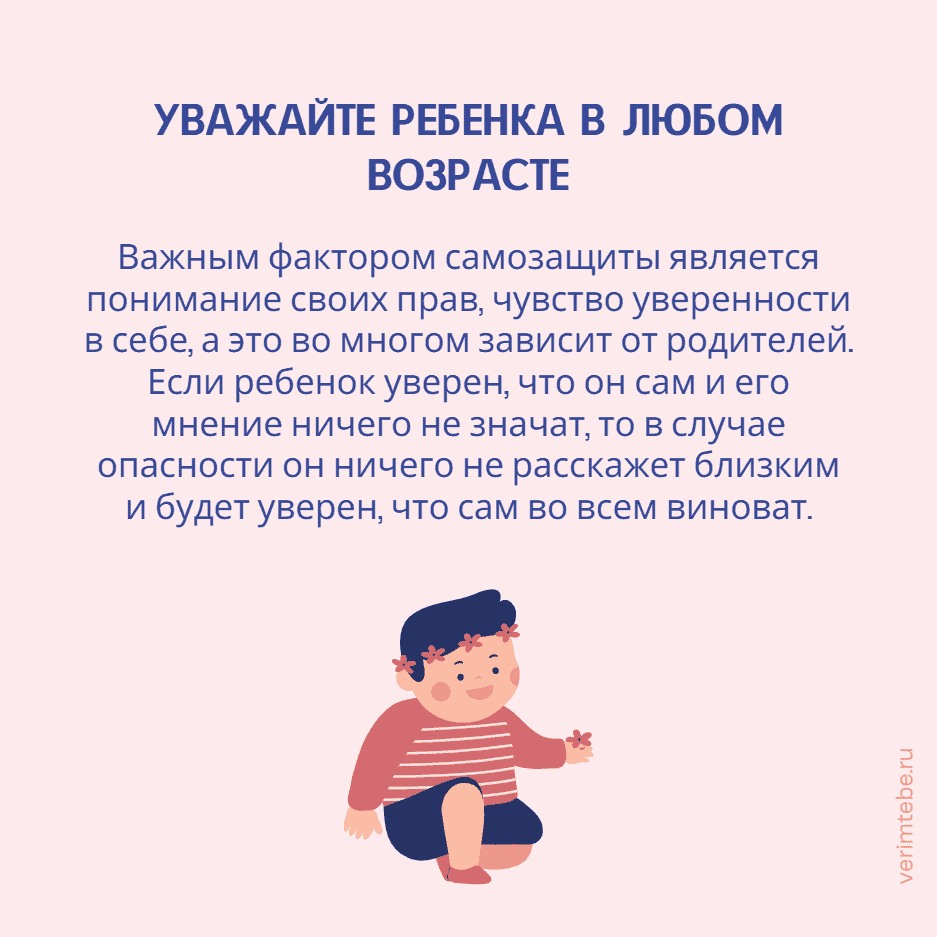 УВАЖАЙТЕ РЕБЕНКА В ЛЮБОМ
ВОЗРАСТЕ
Важным фактором самозащиты является
понимание своих прав, чувство уверенности
в себе, а это во многом зависит от родителей.
Если ребенок уверен, что он сам и его
мнение ничего не значат, то в случае
опасности он ничего не расскажет близким
и будет уверен, что сам во всем виноват.
verimtebe.ru